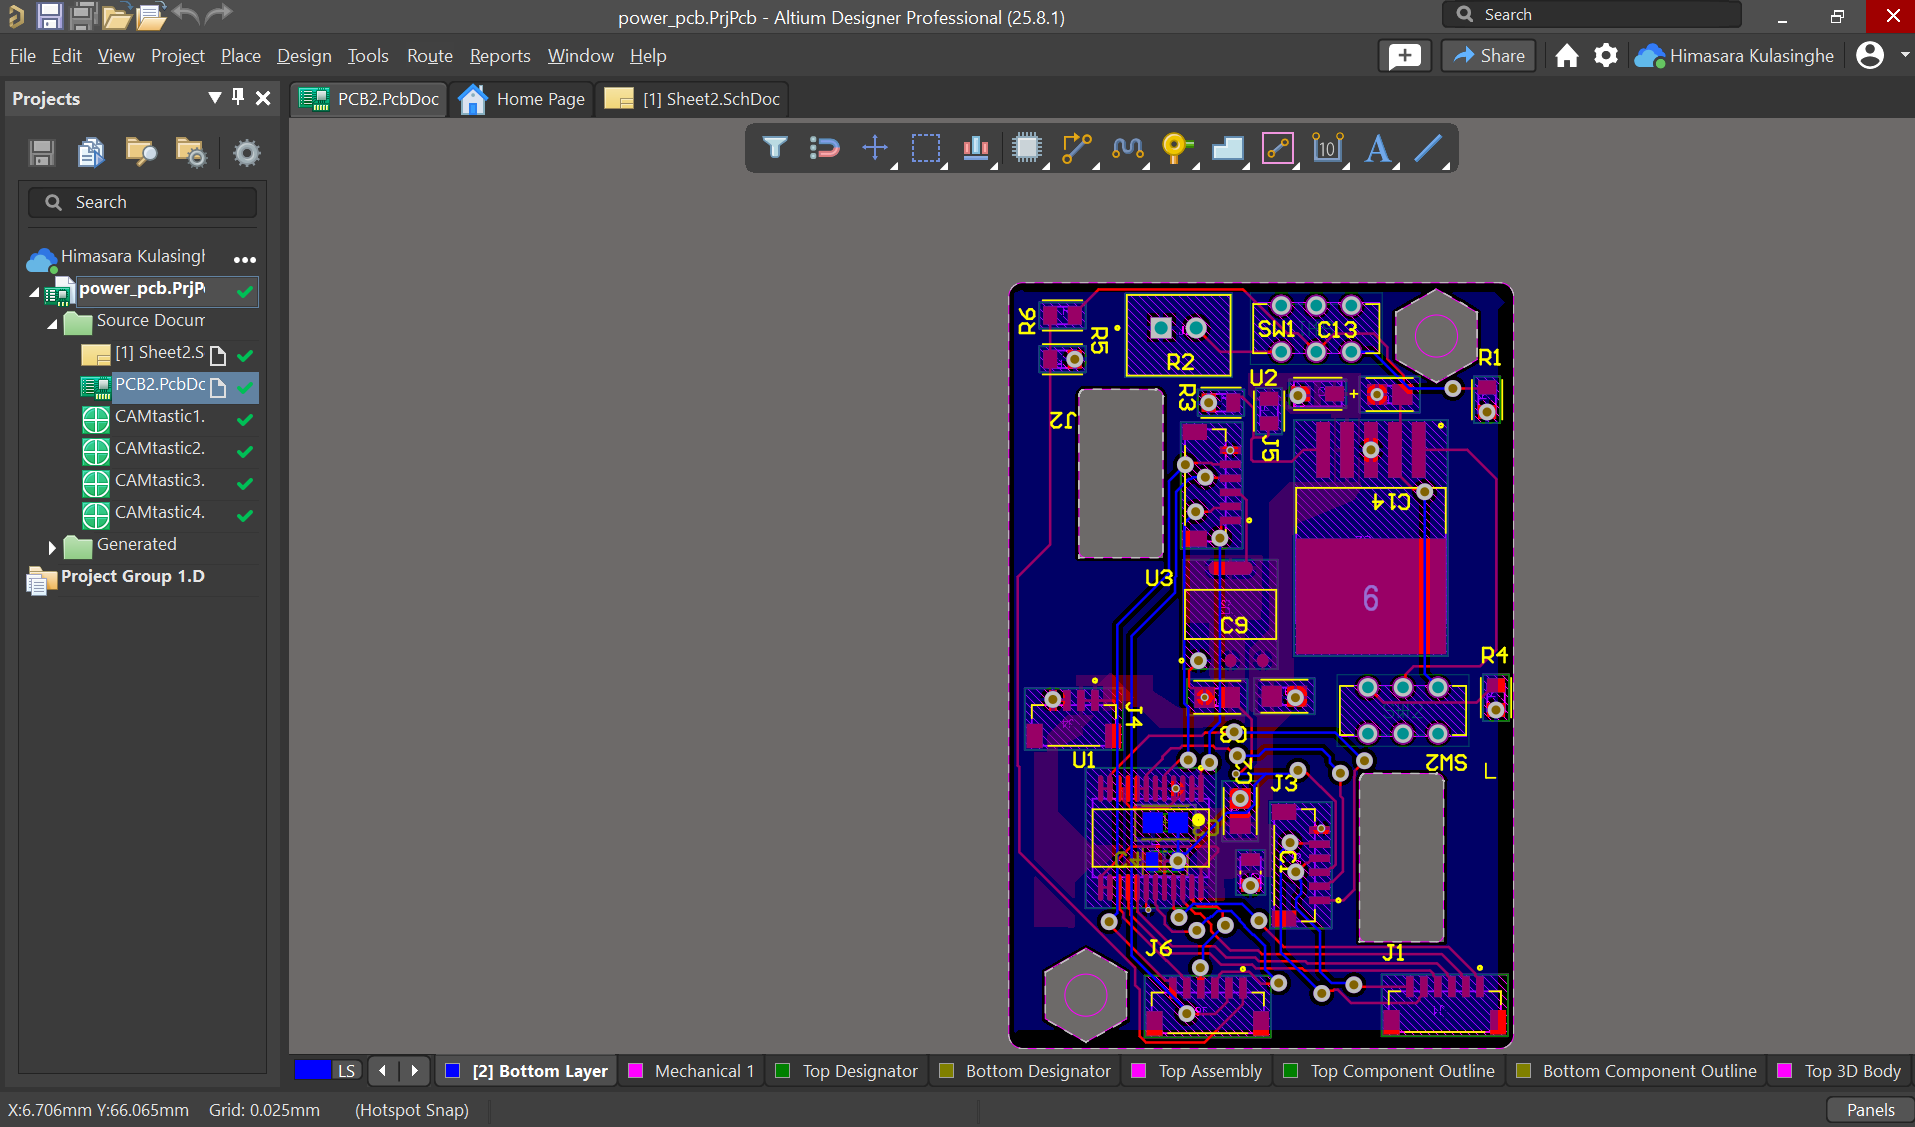 power_pcb.PrjPcb - Altium Designer Professional (25.8.1)
Search
File Edit View Project Place Design Tools Route Reports Window Help
Share
Himasara Kulasinghe
Projects
PCB2.PcbDoc
Home Page
[1] Sheet2.SchDoc
10
A
Search
Himasara Kulasingh
power_pcb.PrjP
Source Docum
[1] Sheet2.S
PCB2.PcbDc
CAMtastic1.
CAMtastic2.
CAMtastic3.
CAMtastic4.
Generated
Project Group 1.D
R6
R5
R2
SW1
C13
R1
U2
R3
J2
J5
C14
U3
6
C9
R4
J4
U1
C8
SW2
J3
C1
J6
J1
LS
[2] Bottom Layer
Mechanical 1
Top Designator
Bottom Designator
Top Assembly
Top Component Outline
Bottom Component Outline
Top 3D Body
X:6.706mm Y:66.065mm Grid: 0.025mm (Hotspot Snap)
Panels